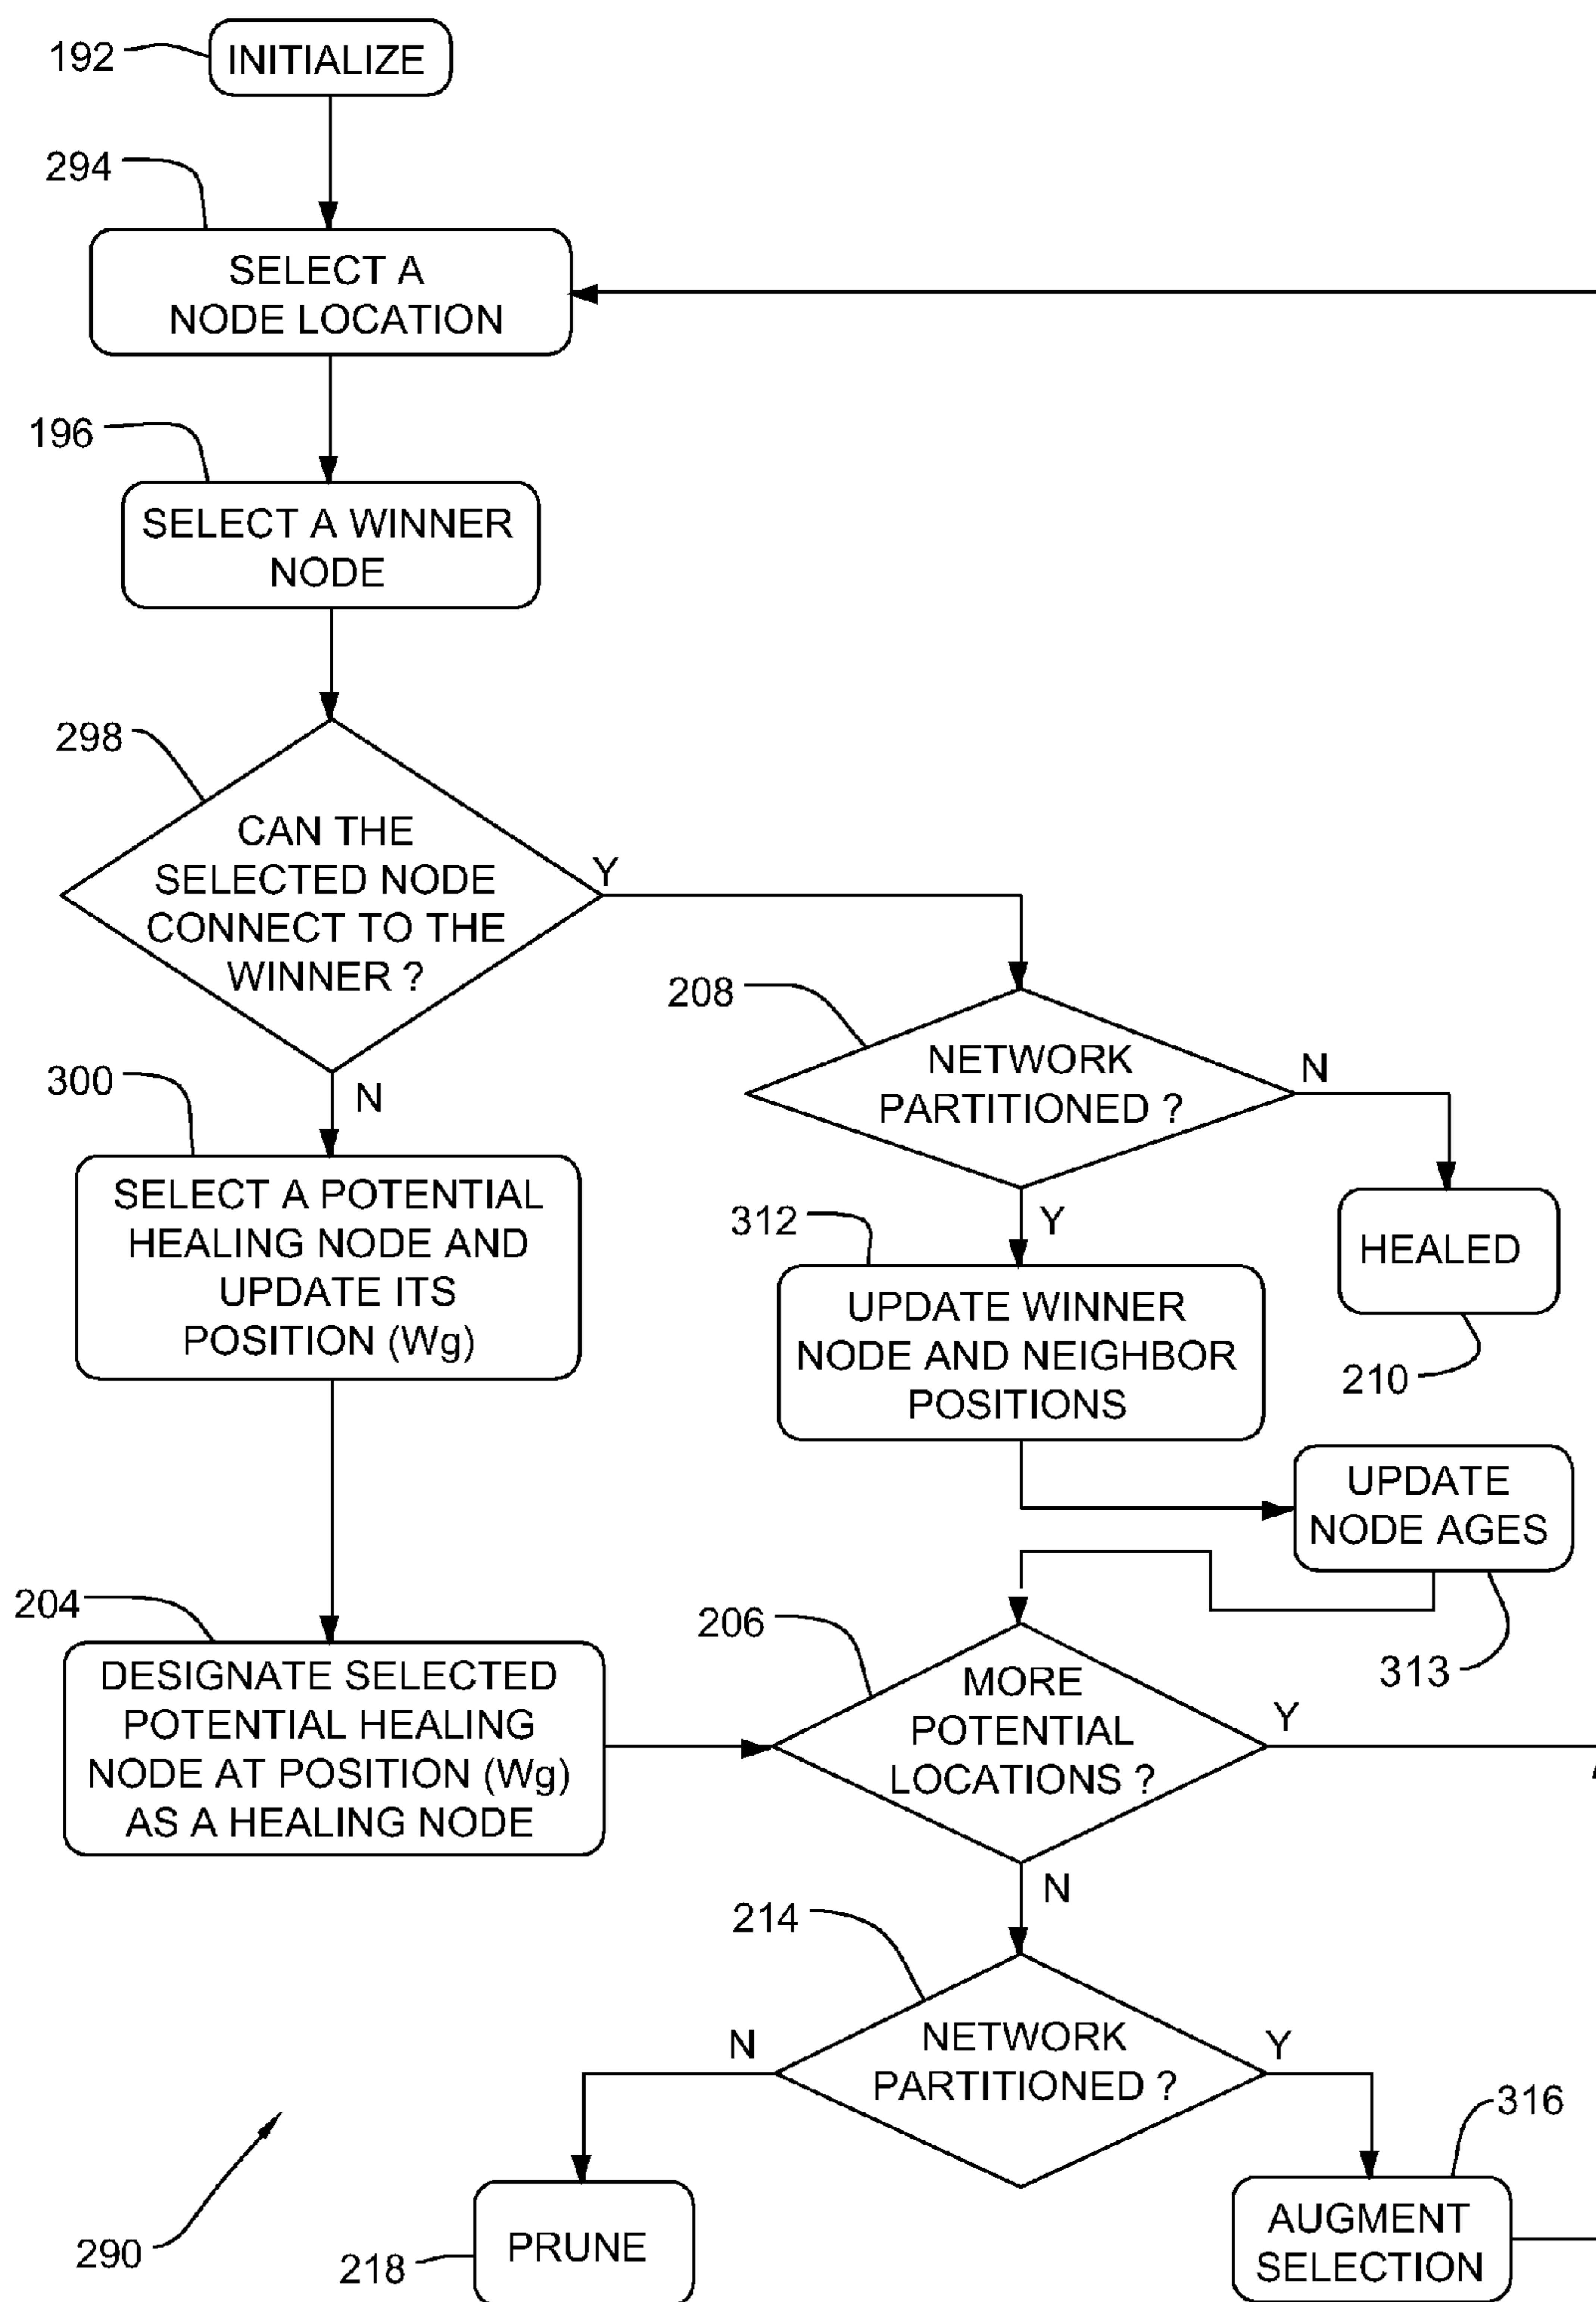 192
INITIALIZE
294
SELECT A
NODE LOCATION
196
SELECT A WINNER
NODE
298
CAN THE
SELECTED NODE
CONNECT TO THE
WINNER ?
Y
N
208
NETWORK
PARTITIONED ?
N
Y
300
SELECT A POTENTIAL
HEALING NODE AND
UPDATE ITS
POSITION (Wg)
312
UPDATE WINNER
NODE AND NEIGHBOR
POSITIONS
HEALED
210
UPDATE
NODE AGES
313
204
DESIGNATE SELECTED
POTENTIAL HEALING
NODE AT POSITION (Wg)
AS A HEALING NODE
206
MORE
POTENTIAL
LOCATIONS ?
Y
N
214
NETWORK
PARTITIONED ?
N
Y
316
290
218
PRUNE
AUGMENT
SELECTION